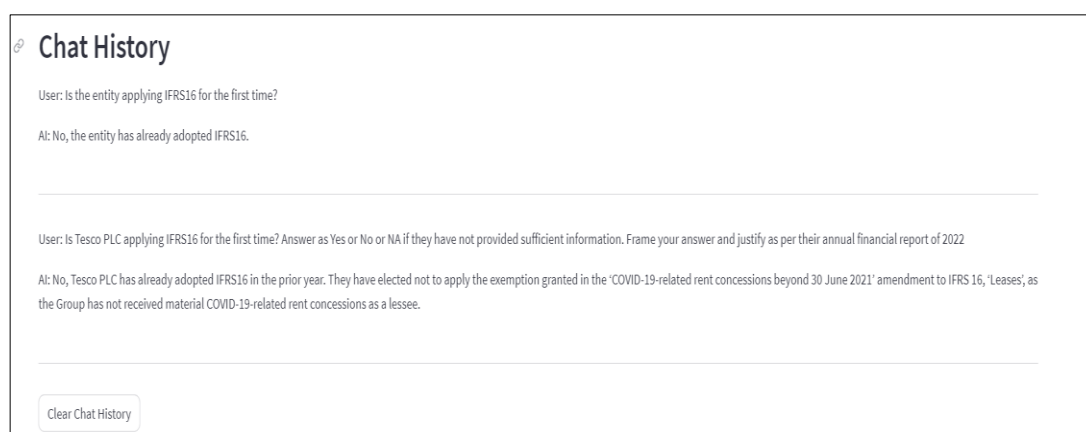 Chat History
User: Is the entity applying IFRS16 for the first time?
AI: No, the entity has already adopted IFRS16.
User: Is Tesco PLC applying IFRS16 for the first time? Answer as Yes or No or NA if they have not provided sufficient information. Frame your answer and justify as per their annual financial report of 2022
AI: No, Tesco PLC has already adopted IFRS16 in the prior year. They have elected not to apply the exemption granted in the ‘COVID-19-related rent concessions beyond 30 June 2021’ amendment to IFRS 16, ‘Leases’, as
the Group has not received material COVID-19-related rent concessions as a lessee.
Clear Chat History